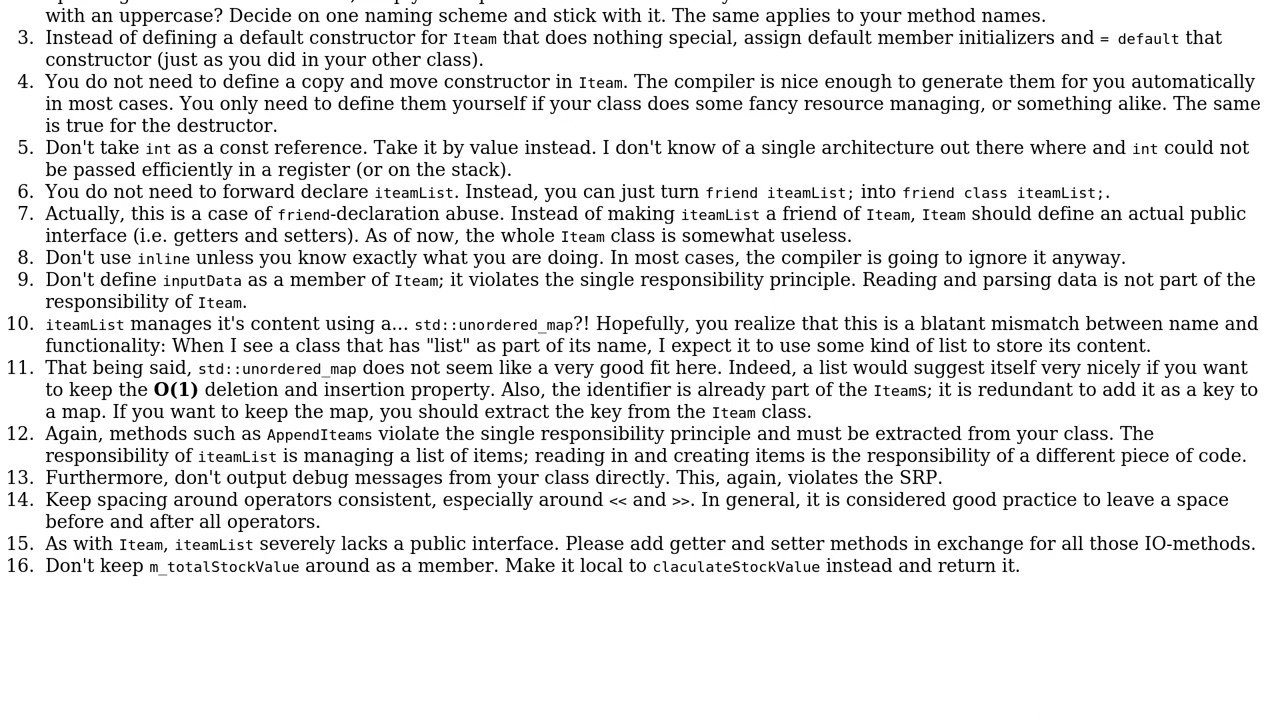 with an uppercase? Decide on one naming scheme and stick with it. The same applies to your method names.
3. Instead of defining a default constructor for Iteam that does nothing special, assign default member initializers and = default that
constructor (just as you did in your other class).
4. You do not need to define a copy and move constructor in Iteam. The compiler is nice enough to generate them for you automatically
in most cases. You only need to define them yourself if your class does some fancy resource managing, or something alike. The same
is true for the destructor.
5. Don't take int as a const reference. Take it by value instead. I don't know of a single architecture out there where and int could not
be passed efficiently in a register (or on the stack).
6. You do not need to forward declare iteamList. Instead, you can just turn friend iteamList; into friend class iteamList;.
7. Actually, this is a case of friend-declaration abuse. Instead of making iteamList a friend of Iteam, Iteam should define an actual public
interface (i.e. getters and setters). As of now, the whole Iteam class is somewhat useless.
8. Don't use inline unless you know exactly what you are doing. In most cases, the compiler is going to ignore it anyway.
9. Don't define inputData as a member of Iteam; it violates the single responsibility principle. Reading and parsing data is not part of the
responsibility of Iteam.
10. iteamList manages it's content using a... std::unordered_map?! Hopefully, you realize that this is a blatant mismatch between name and
functionality: When I see a class that has "list" as part of its name, I expect it to use some kind of list to store its content.
11. That being said, std::unordered_map does not seem like a very good fit here. Indeed, a list would suggest itself very nicely if you want
to keep the O(1) deletion and insertion property. Also, the identifier is already part of the Iteams; it is redundant to add it as a key to
a map. If you want to keep the map, you should extract the key from the Iteam class.
12. Again, methods such as AppendIteams violate the single responsibility principle and must be extracted from your class. The
responsibility of iteamList is managing a list of items; reading in and creating items is the responsibility of a different piece of code.
13. Furthermore, don't output debug messages from your class directly. This, again, violates the SRP.
14. Keep spacing around operators consistent, especially around << and >>. In general, it is considered good practice to leave a space
before and after all operators.
15. As with Iteam, iteamList severely lacks a public interface. Please add getter and setter methods in exchange for all those IO-methods.
16. Don't keep m_totalStockValue around as a member. Make it local to claculateStockValue instead and return it.